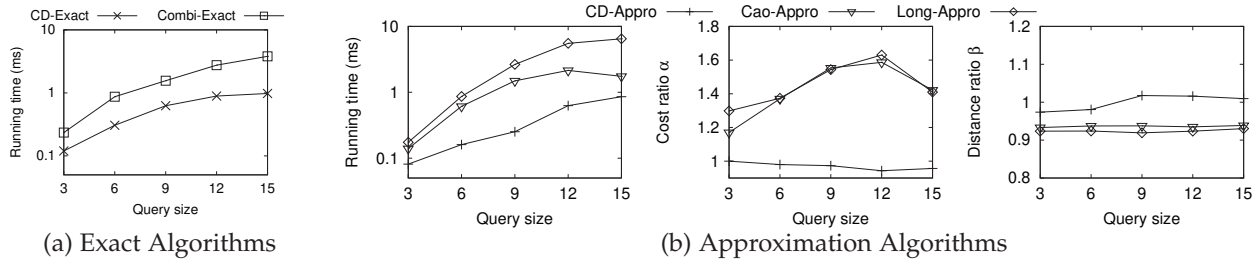 CD-Exact Combi-Exact
Running time (ms)
1
0.1
3 6 9 12 15
Query size
(a) Exact Algorithms
CD-Appro Cao-Appro Long-Appro
Running time (ms)
10
1
0.1
3 6 9 12 15
Query size
Cost ratio α
1.8
1.6
1.4
1.2
1
3 6 9 12 15
Query size
Distance ratio β
1.2
1.1
1
0.9
0.8
3 6 9 12 15
Query size
(b) Approximation Algorithms